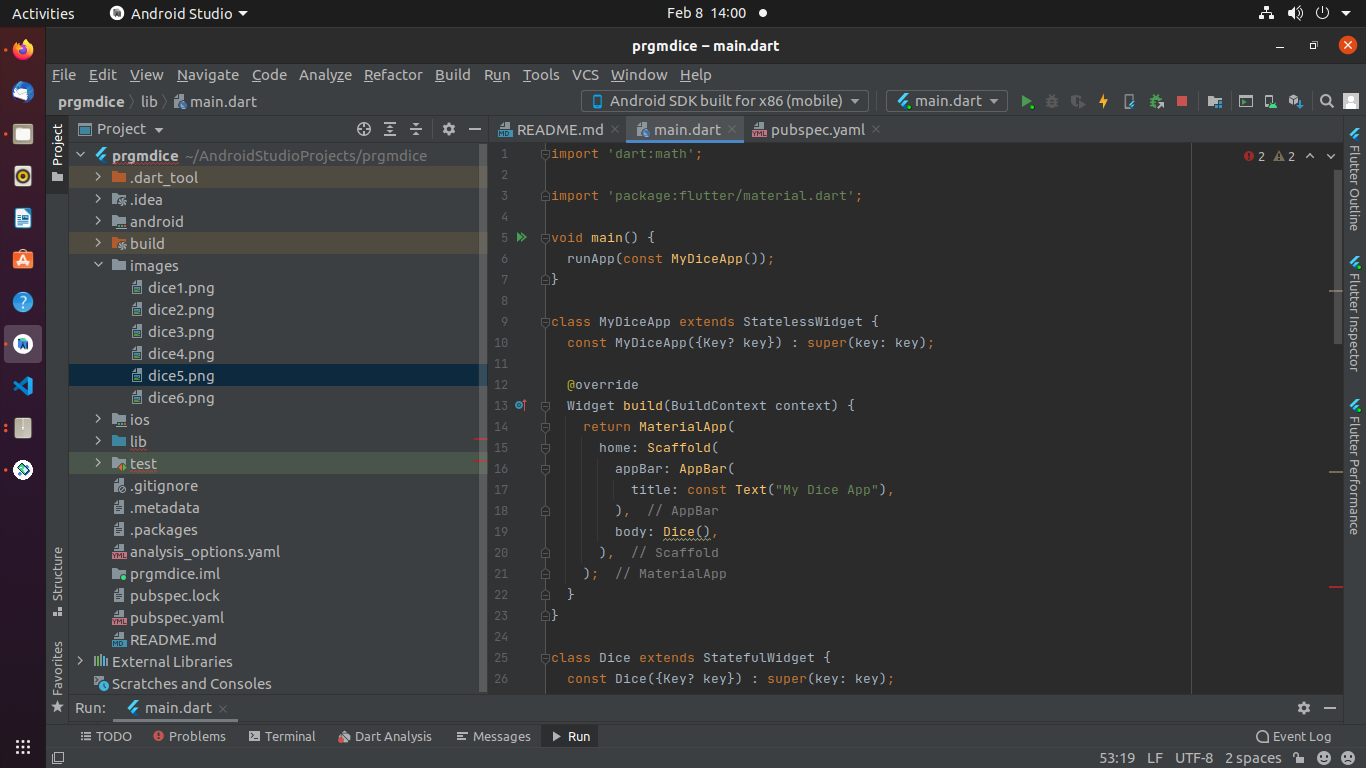 Activities Android Studio Feb 8 14:00
prgmdice – main.dart
File Edit View Navigate Code Analyze Refactor Build Run Tools VCS Window Help
prgmdice lib main.dart Android SDK built for x86 (mobile) main.dart
Project
README.md main.dart pubspec.yaml
prgmdice ~/AndroidStudioProjects/prgmdice
.dart_tool
.idea
android
build
images
dice1.png
dice2.png
dice3.png
dice4.png
dice5.png
dice6.png
ios
lib
test
.gitignore
.metadata
.packages
analysis_options.yaml
prgmdice.iml
pubspec.lock
pubspec.yaml
README.md
External Libraries
Scratches and Consoles
Project
Structure
Favorites
2 2
1 import 'dart:math';
2
3 import 'package:flutter/material.dart';
4
5 void main() {
6 runApp(const MyDiceApp());
7 }
8
9 class MyDiceApp extends StatelessWidget {
10 const MyDiceApp({Key? key}) : super(key: key);
11
12 @override
13 Widget build(BuildContext context) {
14 return MaterialApp(
15 home: Scaffold(
16 appBar: AppBar(
17 title: const Text("My Dice App"),
18 ), // AppBar
19 body: Dice(),
20 ), // Scaffold
21 ); // MaterialApp
22 }
23 }
24
25 class Dice extends StatefulWidget {
26 const Dice({Key? key}) : super(key: key);
Flutter Outline
Flutter Inspector
Flutter Performance
Run: main.dart
TODO Problems Terminal Dart Analysis Messages Run Event Log
53:19 LF UTF-8 2 spaces